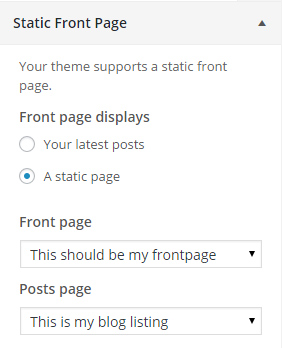 Static Front Page
Your theme supports a static front
page.
Front page displays
Your latest posts
A static page
Front page
This should be my frontpage
Posts page
This is my blog listing